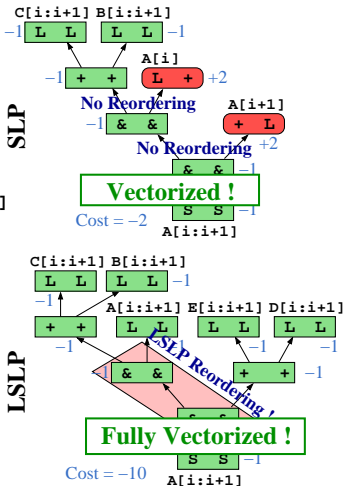 C[i:i+1] B[i:i+1]
−1 L L L L −1
A[i]
−1 + + L + +2
No Reordering
A[i+1]
−1 & & + L
+2
No Reordering
& & −1
Vectorized !
S S −1
Cost = −2
A[i:i+1]
SLP
]
C[i:i+1] B[i:i+1]
L L L L −1
−1
A[i:i+1] E[i:i+1] D[i:i+1]
+ + L L L L L L
−1 −1 −1
−1 & & + + −1
LSLP Reordering !
Fully Vectorized !
S S −1
Cost = −10
A[i:i+1]
LSLP